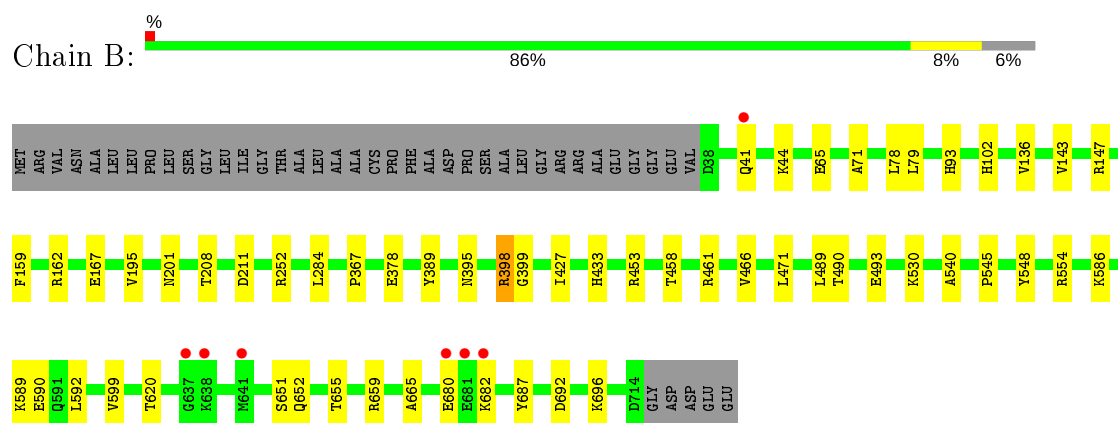 %
Chain B:
86% 8% 6%
MET ARG VAL ASN ALA LEU LEU PRO LEU SER GLY LEU ILE GLY THR ALA LEU ALA ALA CYS PRO PHE ALA ASP PRO SER ALA LEU GLY ARG ARG ALA GLU GLY GLY GLU VAL D38 Q41 K44 E65 A71 L78 L79 H93 H102 V136 V143 R147
F159 R162 E167 V195 N201 T208 D211 R252 L284 P367 E378 Y389 N395 R398 G399 I427 H433 R453 T458 R461 V466 L471 L489 T490 E493 K530 A540 P545 Y548 R554 K586
K589 E590 Q591 L592 V599 T620 G637 K638 M641 S651 Q652 T655 R659 A665 E680 E681 K682 Y687 D692 K696 D714 GLY ASP ASP GLU GLU